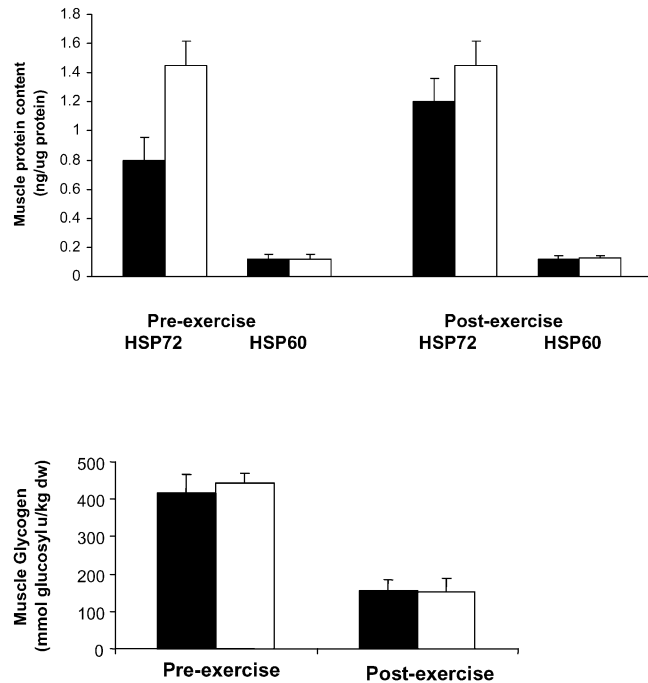 Muscle protein content
(ng/ug protein)
1.8
1.6
1.4
1.2
1
0.8
0.6
0.4
0.2
0
Pre-exercise
Post-exercise
HSP72
HSP60
HSP72
HSP60
Muscle Glycogen
(mmol glucosyl u/kg dw)
500
400
300
200
100
0
Pre-exercise
Post-exercise